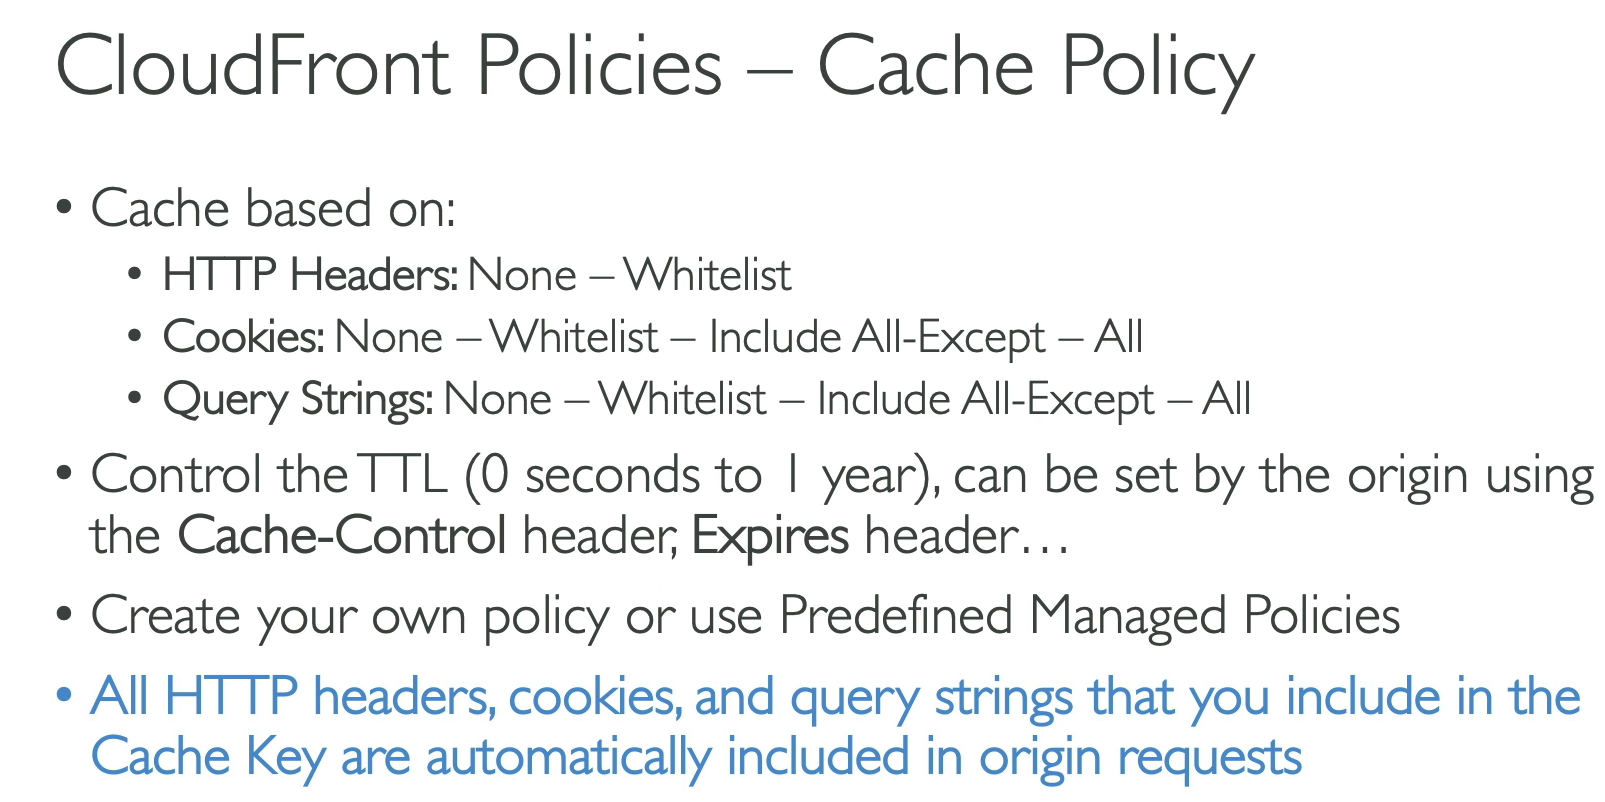 CloudFront Policies – Cache Policy
• Cache based on:
• HTTP Headers: None – Whitelist
• Cookies: None – Whitelist – Include All-Except – All
• Query Strings: None – Whitelist – Include All-Except – All
• Control the TTL (0 seconds to 1 year), can be set by the origin using
the Cache-Control header, Expires header…
• Create your own policy or use Predefined Managed Policies
• All HTTP headers, cookies, and query strings that you include in the
Cache Key are automatically included in origin requests